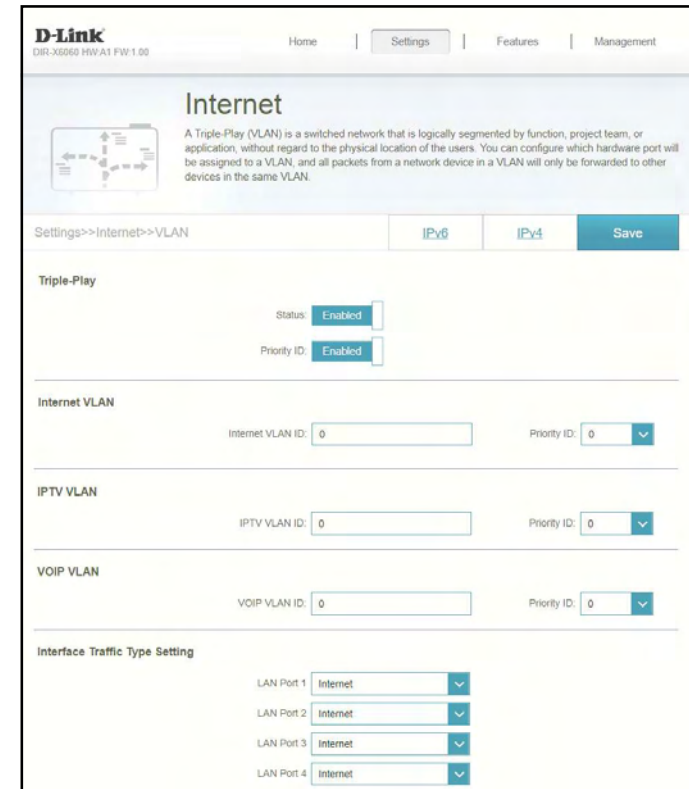 D-Link
DIR-X6060 HW:A1 FW:1.00
Home | Settings | Features | Management
Internet
A Triple-Play (VLAN) is a switched network that is logically segmented by function, project team, or
application, without regard to the physical location of the users. You can configure which hardware port will
be assigned to a VLAN, and all packets from a network device in a VLAN will only be forwarded to other
devices in the same VLAN.
Settings>>Internet>>VLAN IPv6 IPv4 Save
Triple-Play
Status: Enabled
Priority ID: Enabled
Internet VLAN
Internet VLAN ID: 0 Priority ID: 0
IPTV VLAN
IPTV VLAN ID: 0 Priority ID: 0
VOIP VLAN
VOIP VLAN ID: 0 Priority ID: 0
Interface Traffic Type Setting
LAN Port 1 Internet
LAN Port 2 Internet
LAN Port 3 Internet
LAN Port 4 Internet